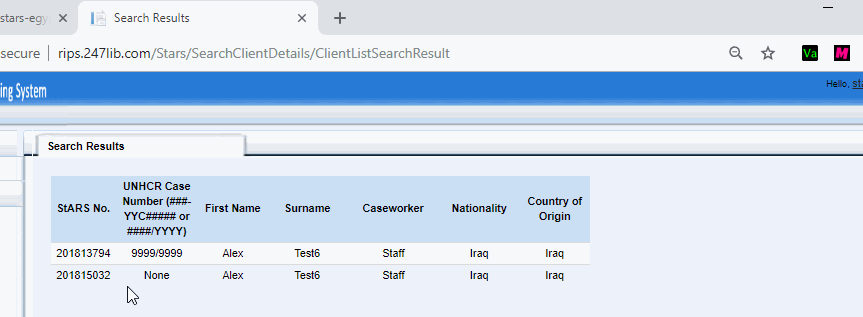 stars-egy
Search Results
secure
rips.247lib.com/Stars/SearchClientDetails/ClientListSearchResult
Va
M
ing System
Hello, sta
Search Results
StARS No.
UNHCR Case
Number (###-
YYC##### or
####/YYYY)
First Name
Surname
Caseworker
Nationality
Country of
Origin
201813794 9999/9999 Alex Test6 Staff Iraq Iraq
201815032 None Alex Test6 Staff Iraq Iraq